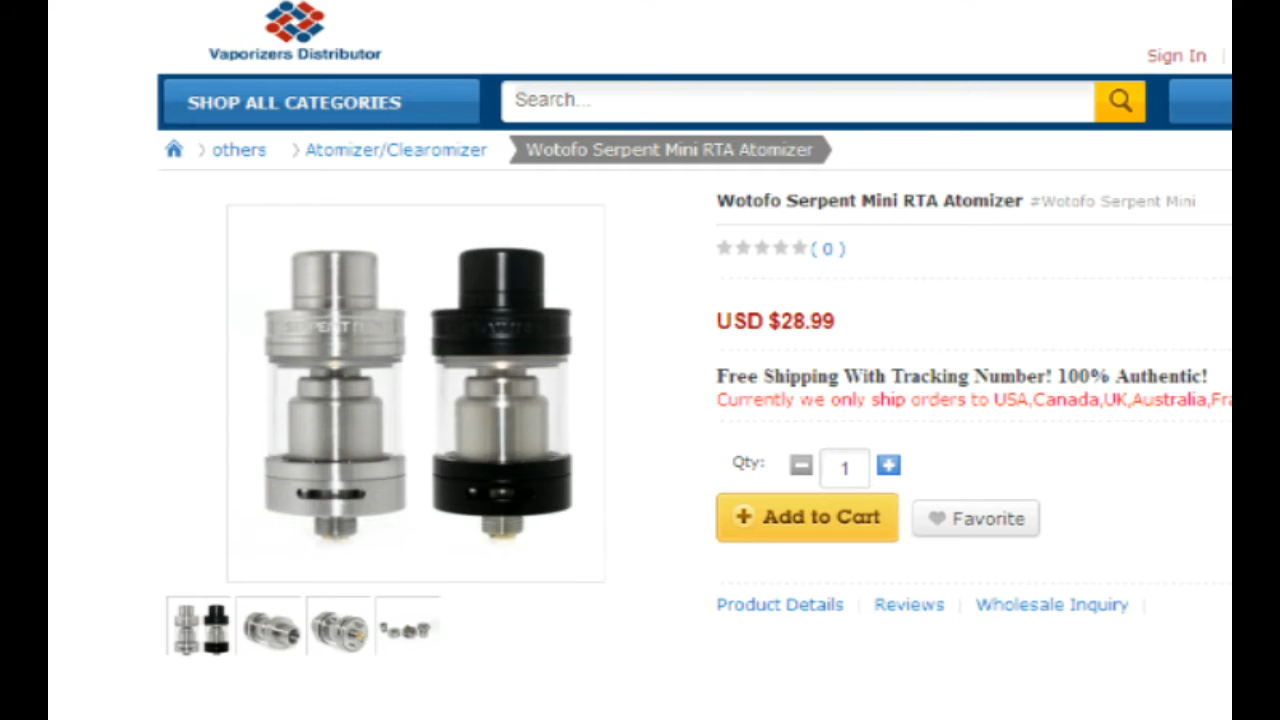 Vaporizers Distributor
Sign In
SHOP ALL CATEGORIES
Search...
others
Atomizer/Clearomizer
Wotofo Serpent Mini RTA Atomizer
Wotofo Serpent Mini RTA Atomizer #Wotofo Serpent Mini
( 0 )
USD $28.99
Free Shipping With Tracking Number! 100% Authentic!
Currently we only ship orders to USA,Canada,UK,Australia,Fra
Qty: 1
Add to Cart
Favorite
Product Details
Reviews
Wholesale Inquiry